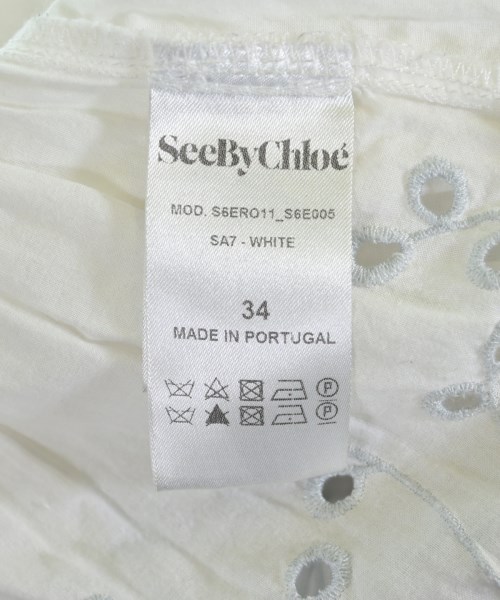 SeeByChloé
MOD. S6ERO11_S6E005
SA7 - WHITE
34
MADE IN PORTUGAL
P
P